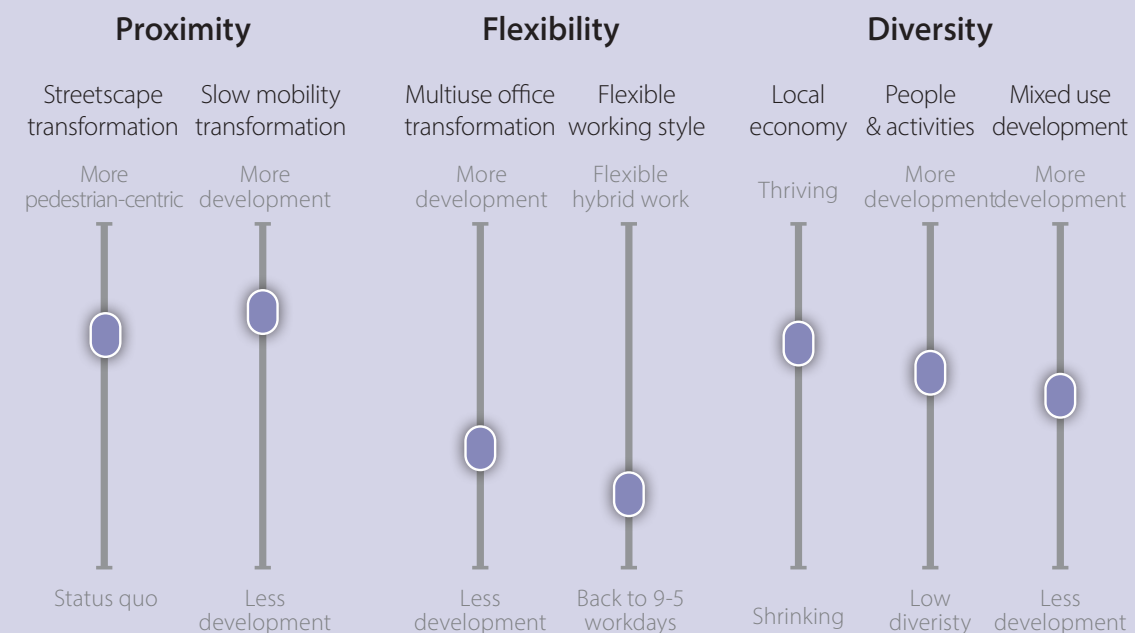 Proximity
Flexibility
Diversity
Streetscape
transformation
Slow mobility
transformation
Multiuse office
transformation
Flexible
working style
Local
economy
People
& activities
Mixed use
development
More
pedestrian-centric
More
development
More
development
Flexible
hybrid work
Thriving
More
development
More
development
Status quo
Less
development
Less
development
Back to 9-5
workdays
Shrinking
Low
diveristy
Less
development